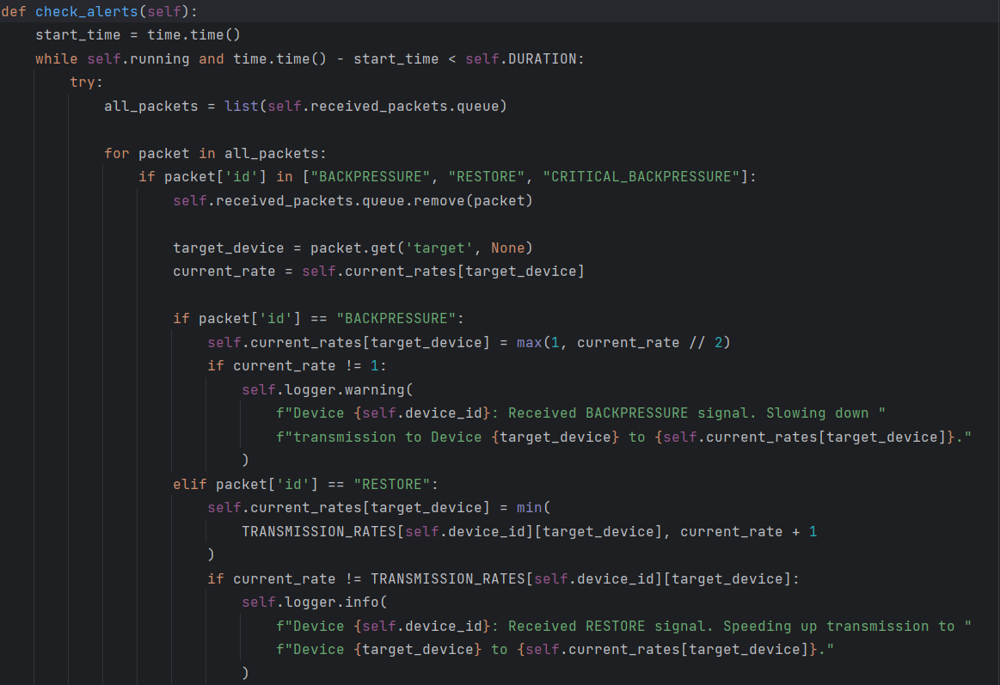 def check_alerts(self):
    start_time = time.time()
    while self.running and time.time() - start_time < self.DURATION:
        try:
            all_packets = list(self.received_packets.queue)

            for packet in all_packets:
                if packet['id'] in ["BACKPRESSURE", "RESTORE", "CRITICAL_BACKPRESSURE"]:
                    self.received_packets.queue.remove(packet)

                    target_device = packet.get('target', None)
                    current_rate = self.current_rates[target_device]

                    if packet['id'] == "BACKPRESSURE":
                        self.current_rates[target_device] = max(1, current_rate // 2)
                        if current_rate != 1:
                            self.logger.warning(
                                f"Device {self.device_id}: Received BACKPRESSURE signal. Slowing down "
                                f"transmission to Device {target_device} to {self.current_rates[target_device]}."
                            )
                    elif packet['id'] == "RESTORE":
                        self.current_rates[target_device] = min(
                            TRANSMISSION_RATES[self.device_id][target_device], current_rate + 1
                        )
                        if current_rate != TRANSMISSION_RATES[self.device_id][target_device]:
                            self.logger.info(
                                f"Device {self.device_id}: Received RESTORE signal. Speeding up transmission to "
                                f"Device {target_device} to {self.current_rates[target_device]}."
                            )